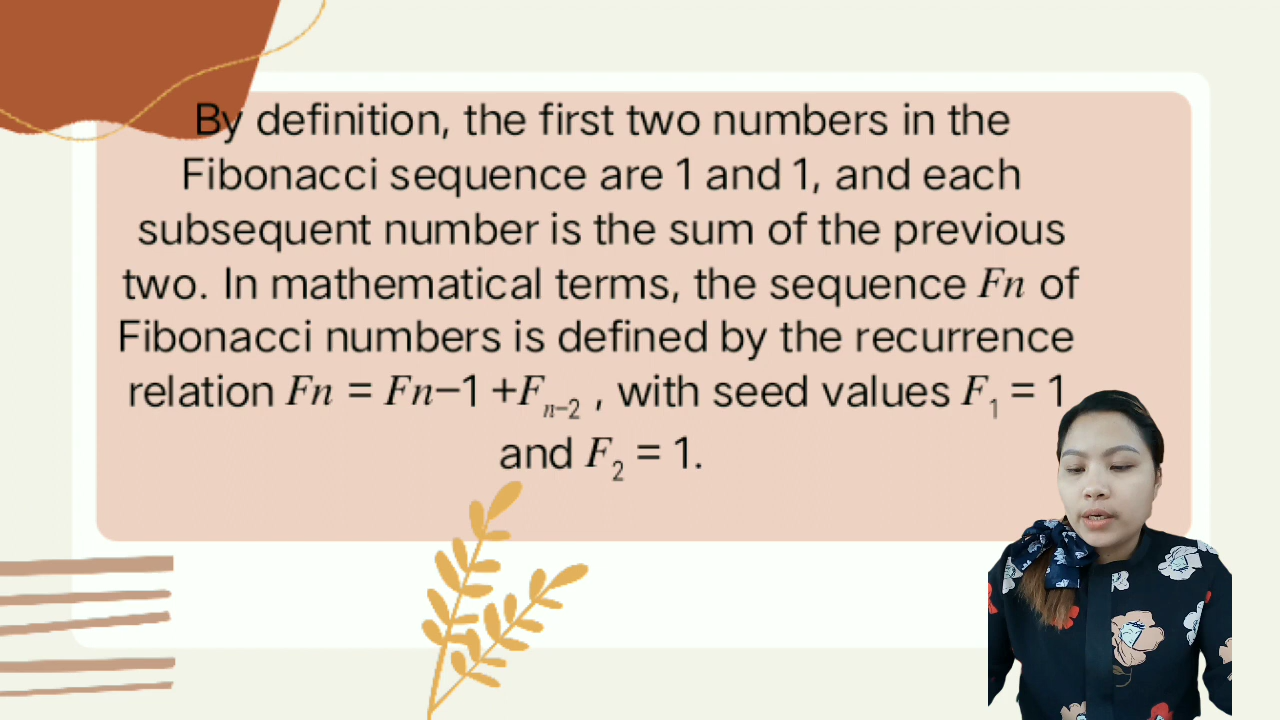 By definition, the first two numbers in the
Fibonacci sequence are 1 and 1, and each
subsequent number is the sum of the previous
two. In mathematical terms, the sequence Fn of
Fibonacci numbers is defined by the recurrence
relation Fn = Fn−1 +Fₙ₋₂ , with seed values F₁ = 1
and F₂ = 1.